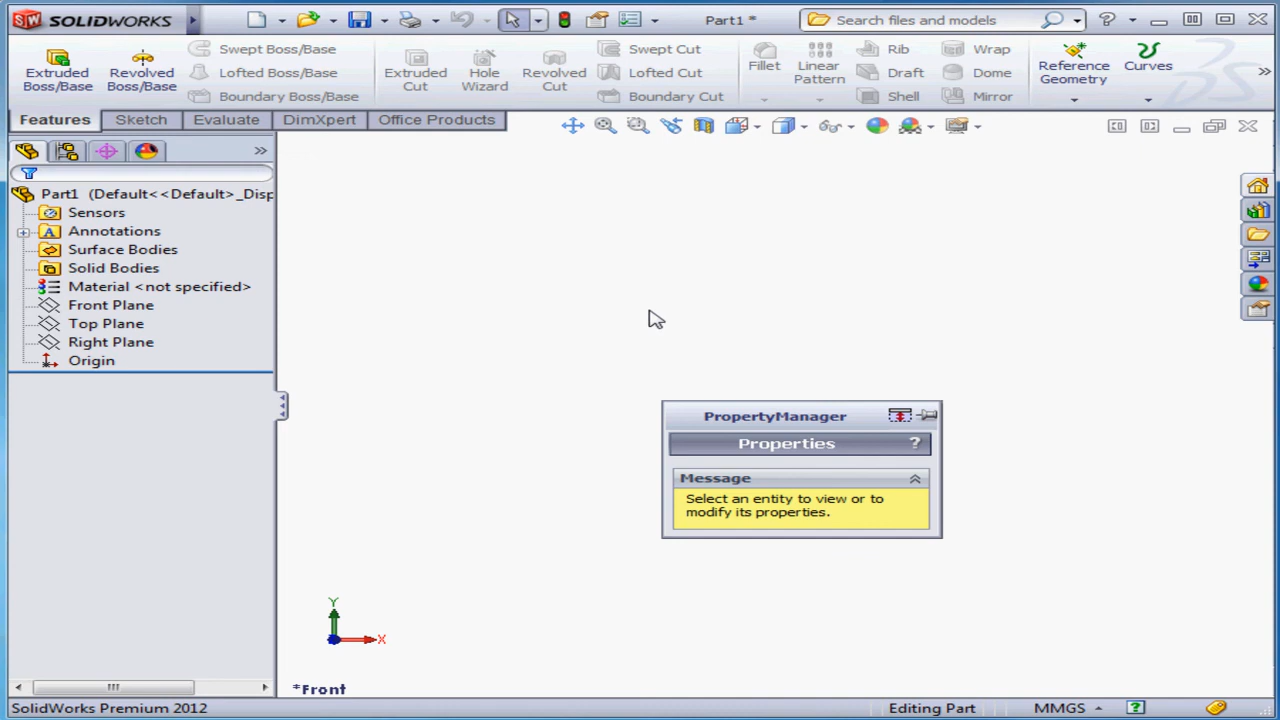 SOLIDWORKS
Part1 *
Search files and models
Extruded Boss/Base
Revolved Boss/Base
Swept Boss/Base
Lofted Boss/Base
Boundary Boss/Base
Extruded Cut
Hole Wizard
Revolved Cut
Swept Cut
Lofted Cut
Boundary Cut
Fillet
Linear Pattern
Rib
Draft
Shell
Wrap
Dome
Mirror
Reference Geometry
Curves
Features
Sketch
Evaluate
DimXpert
Office Products
Part1 (Default<<Default>_Disp
Sensors
Annotations
Surface Bodies
Solid Bodies
Material <not specified>
Front Plane
Top Plane
Right Plane
Origin
PropertyManager
Properties ?
Message
Select an entity to view or to
modify its properties.
Y
X
*Front
SolidWorks Premium 2012
Editing Part
MMGS